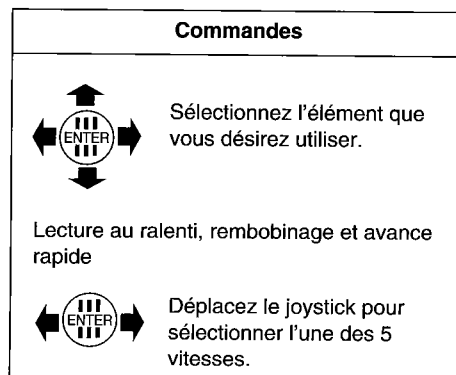 Commandes
ENTER
Sélectionnez l'élément que
vous désirez utiliser.
Lecture au ralenti, rembobinage et avance
rapide
ENTER
Déplacez le joystick pour
sélectionner l'une des 5
vitesses.